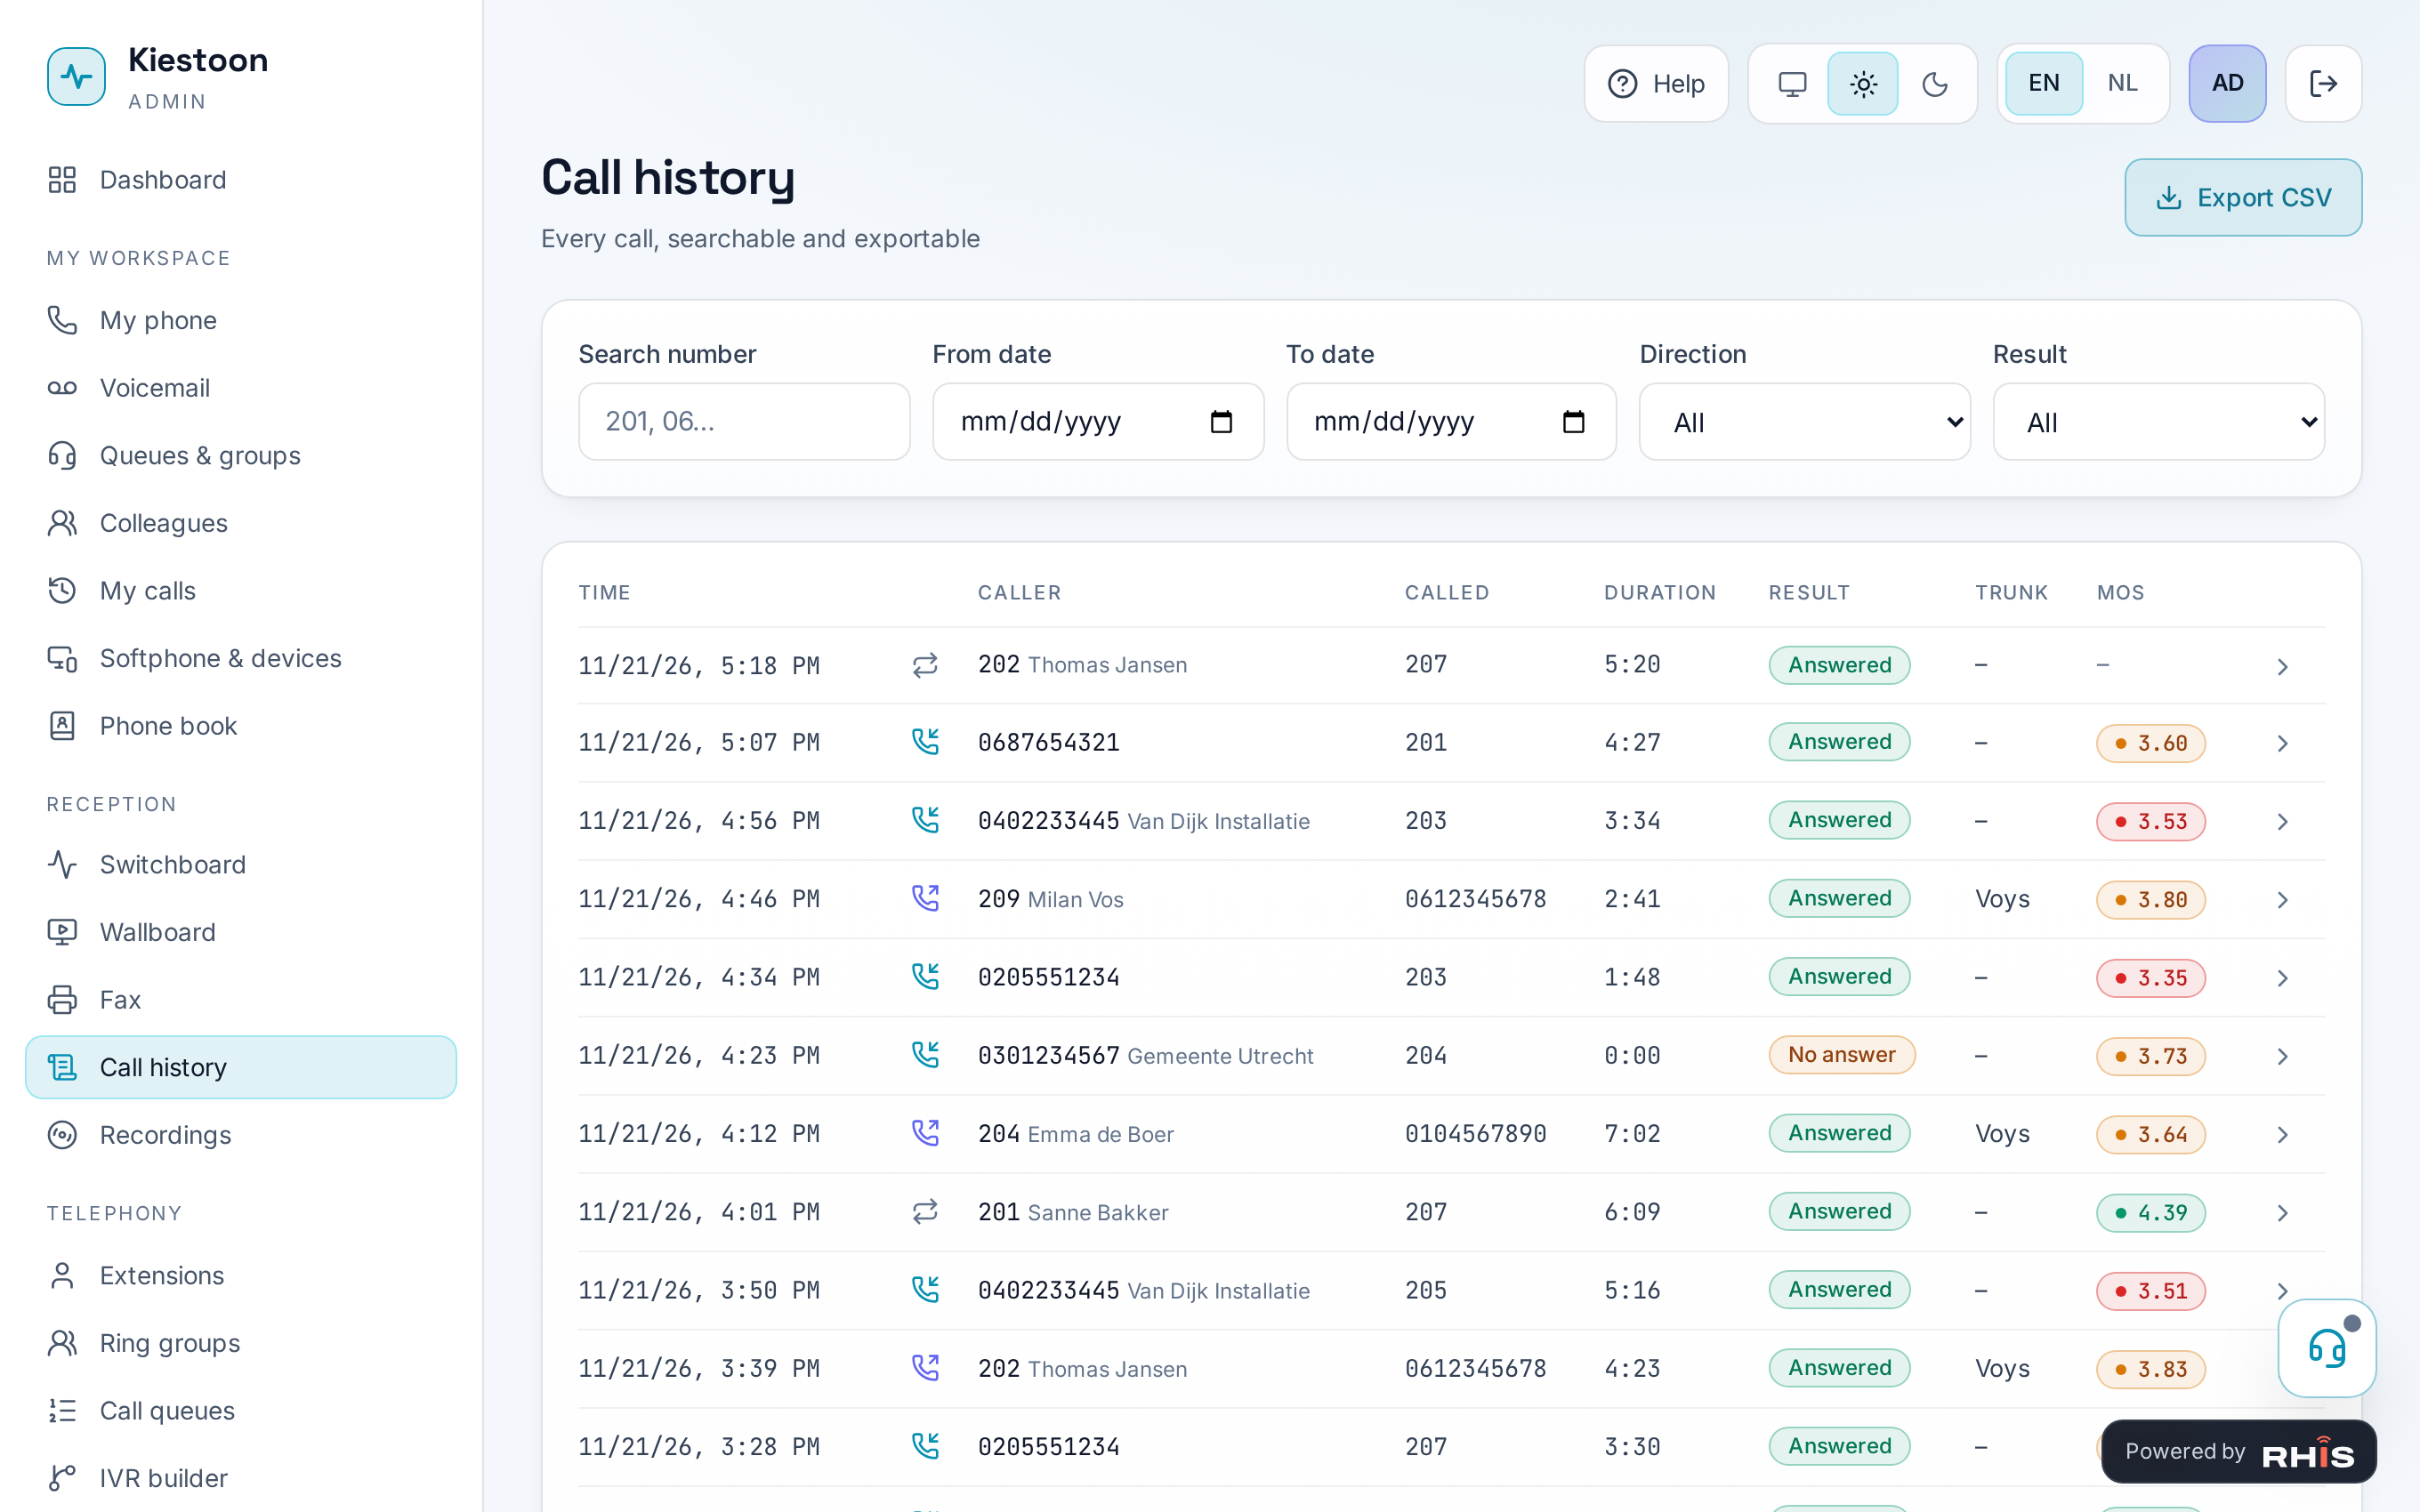 Kiestoon
ADMIN
Dashboard
MY WORKSPACE
My phone
Voicemail
Queues & groups
Colleagues
My calls
Softphone & devices
Phone book
RECEPTION
Switchboard
Wallboard
Fax
Call history
Recordings
TELEPHONY
Extensions
Ring groups
Call queues
IVR builder
Help EN NL AD
Call history
Every call, searchable and exportable
Export CSV
Search number From date To date Direction Result
201, 06... mm/dd/yyyy mm/dd/yyyy All All
TIME CALLER CALLED DURATION RESULT TRUNK MOS
11/21/26, 5:18 PM 202 Thomas Jansen 207 5:20 Answered – –
11/21/26, 5:07 PM 0687654321 201 4:27 Answered – 3.60
11/21/26, 4:56 PM 0402233445 Van Dijk Installatie 203 3:34 Answered – 3.53
11/21/26, 4:46 PM 209 Milan Vos 0612345678 2:41 Answered Voys 3.80
11/21/26, 4:34 PM 0205551234 203 1:48 Answered – 3.35
11/21/26, 4:23 PM 0301234567 Gemeente Utrecht 204 0:00 No answer – 3.73
11/21/26, 4:12 PM 204 Emma de Boer 0104567890 7:02 Answered Voys 3.64
11/21/26, 4:01 PM 201 Sanne Bakker 207 6:09 Answered – 4.39
11/21/26, 3:50 PM 0402233445 Van Dijk Installatie 205 5:16 Answered – 3.51
11/21/26, 3:39 PM 202 Thomas Jansen 0612345678 4:23 Answered Voys 3.83
11/21/26, 3:28 PM 0205551234 207 3:30 Answered –
Powered by RHIS